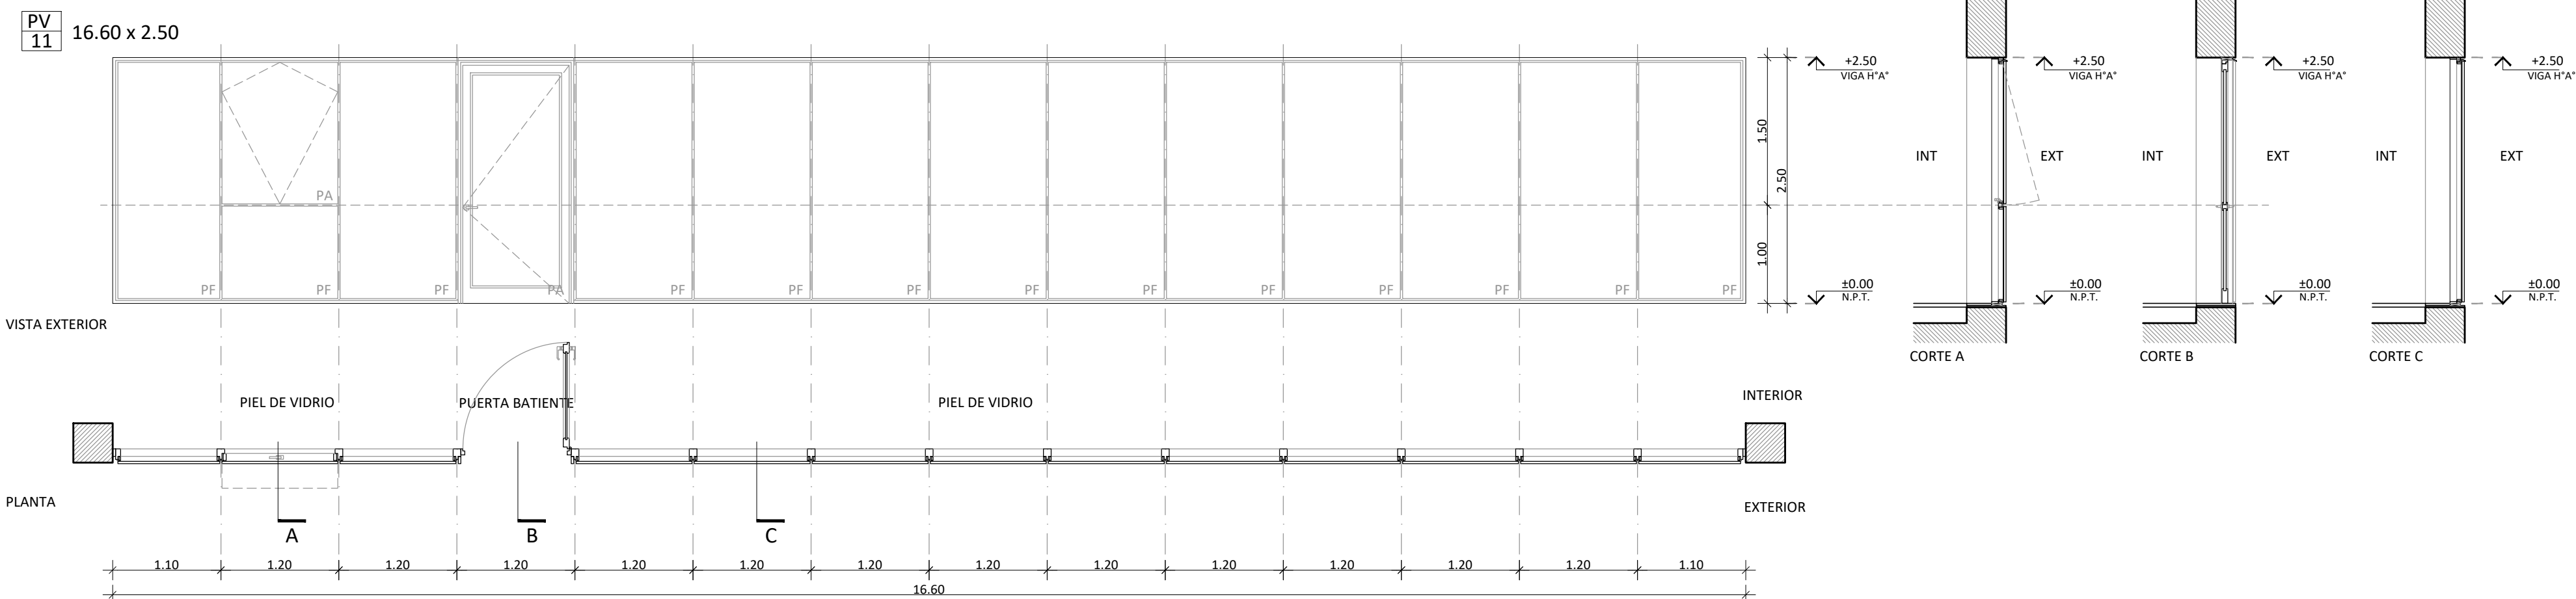 PV
11
16.60 x 2.50
+2.50
VIGA H°A°
+2.50
VIGA H°A°
+2.50
VIGA H°A°
+2.50
VIGA H°A°
1.50
2.50
1.00
INT
EXT
INT
EXT
INT
EXT
PA
PF
PF
PF
PA
PF
PF
PF
PF
PF
PF
PF
PF
PF
PF
±0.00
N.P.T.
±0.00
N.P.T.
±0.00
N.P.T.
±0.00
N.P.T.
VISTA EXTERIOR
CORTE A
CORTE B
CORTE C
PIEL DE VIDRIO
PUERTA BATIENTE
PIEL DE VIDRIO
INTERIOR
PLANTA
EXTERIOR
A
B
C
1.10
1.20
1.20
1.20
1.20
1.20
1.20
1.20
1.20
1.20
1.20
1.20
1.20
1.10
16.60